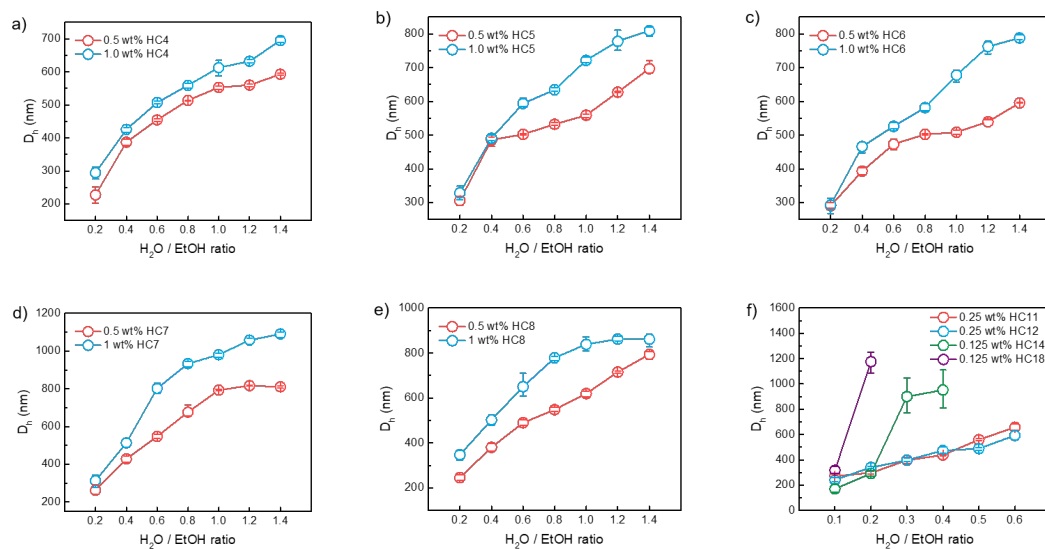 a)
0.5 wt% HC4
1.0 wt% HC4
700
600
500
400
300
200
Dₕ (nm)
0.2 0.4 0.6 0.8 1.0 1.2 1.4
H₂O / EtOH ratio
b)
0.5 wt% HC5
1.0 wt% HC5
800
700
600
500
400
300
Dₕ (nm)
0.2 0.4 0.6 0.8 1.0 1.2 1.4
H₂O / EtOH ratio
c)
0.5 wt% HC6
1.0 wt% HC6
800
700
600
500
400
300
Dₕ (nm)
0.2 0.4 0.6 0.8 1.0 1.2 1.4
H₂O / EtOH ratio
d)
0.5 wt% HC7
1 wt% HC7
1200
1000
800
600
400
200
Dₕ (nm)
0.2 0.4 0.6 0.8 1.0 1.2 1.4
H₂O / EtOH ratio
e)
0.5 wt% HC8
1 wt% HC8
1000
800
600
400
200
Dₕ (nm)
0.2 0.4 0.6 0.8 1.0 1.2 1.4
H₂O / EtOH ratio
f)
0.25 wt% HC11
0.25 wt% HC12
0.125 wt% HC14
0.125 wt% HC18
1600
1400
1200
1000
800
600
400
200
0
Dₕ (nm)
0.1 0.2 0.3 0.4 0.5 0.6
H₂O / EtOH ratio